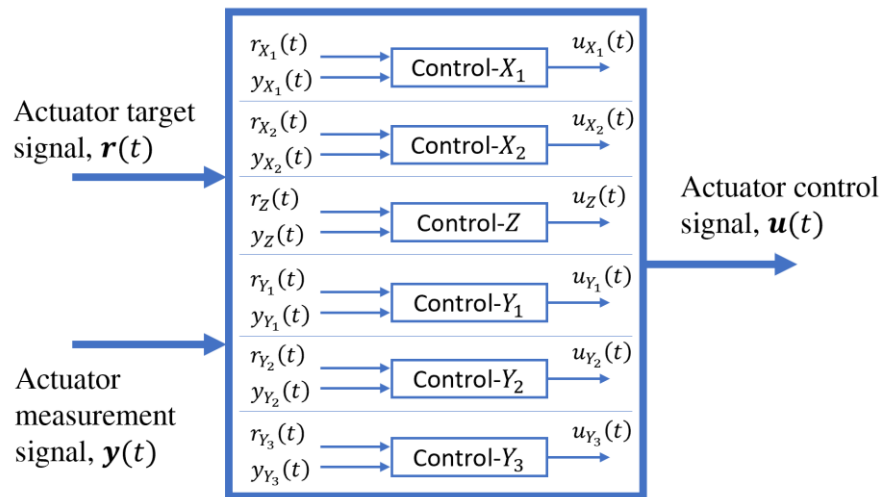 Actuator target
signal, r(t)
Actuator
measurement
signal, y(t)
r_{X_1}(t)
y_{X_1}(t)
Control-X_1
u_{X_1}(t)
r_{X_2}(t)
y_{X_2}(t)
Control-X_2
u_{X_2}(t)
r_Z(t)
y_Z(t)
Control-Z
u_Z(t)
r_{Y_1}(t)
y_{Y_1}(t)
Control-Y_1
u_{Y_1}(t)
r_{Y_2}(t)
y_{Y_2}(t)
Control-Y_2
u_{Y_2}(t)
r_{Y_3}(t)
y_{Y_3}(t)
Control-Y_3
u_{Y_3}(t)
Actuator control
signal, u(t)